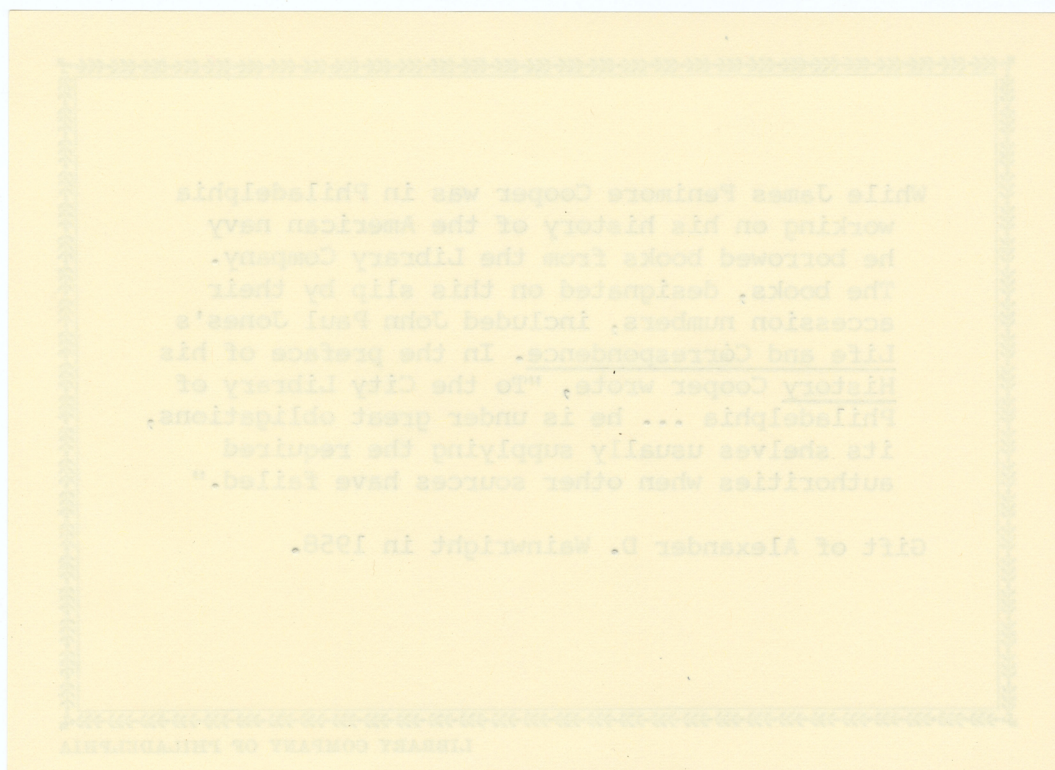 While James Fenimore Cooper was in Philadelphia
working on his history of the American navy
he borrowed books from the Library Company.
The books, designated on this slip by their
accession numbers, included John Paul Jones's
Life and Correspondence. In the preface of his
History Cooper wrote, "To the City Library of
Philadelphia ... he is under great obligations,
its shelves usually supplying the required
authorities when other sources have failed."
Gift of Alexander D. Wainwright in 1958.
LIBRARY COMPANY OF PHILADELPHIA